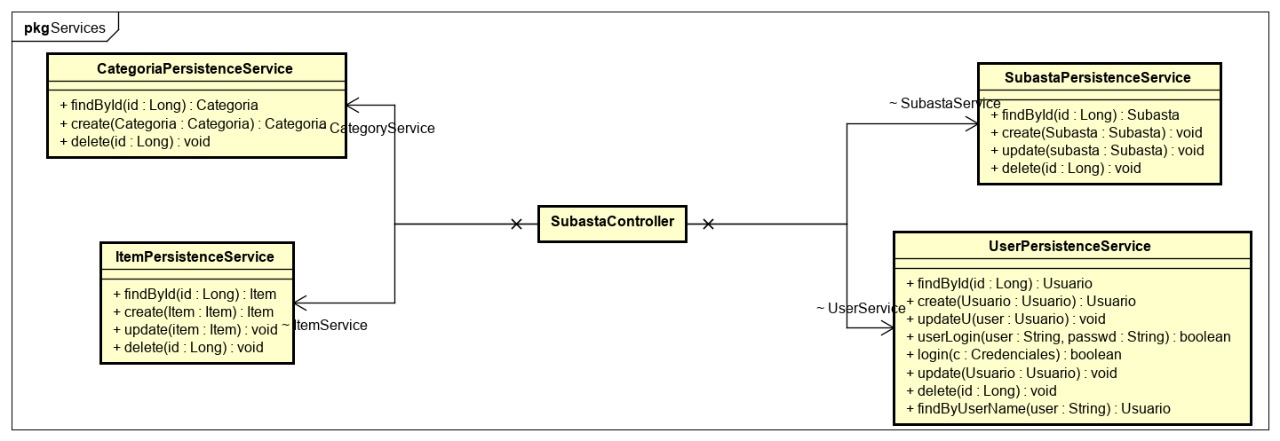 pkgServices
CategoriaPersistenceService
+ findById(id : Long) : Categoria
+ create(Categoria : Categoria) : Categoria
+ delete(id : Long) : void
~ CategoryService
SubastaPersistenceService
~ SubastaService
+ findById(id : Long) : Subasta
+ create(Subasta : Subasta) : void
+ update(subasta : Subasta) : void
+ delete(id : Long) : void
SubastaController
ItemPersistenceService
+ findById(id : Long) : Item
+ create(Item : Item) : Item
+ update(item : Item) : void
+ delete(id : Long) : void
~ ItemService
UserPersistenceService
~ UserService
+ findById(id : Long) : Usuario
+ create(Usuario : Usuario) : Usuario
+ updateU(user : Usuario) : void
+ userLogin(user : String, passwd : String) : boolean
+ login(c : Credenciales) : boolean
+ update(Usuario : Usuario) : void
+ delete(id : Long) : void
+ findByUserName(user : String) : Usuario